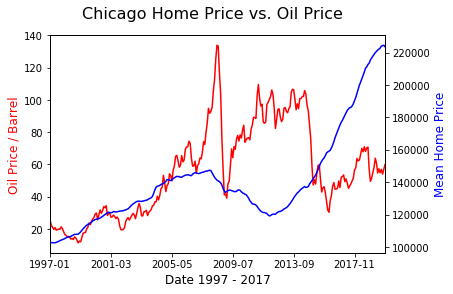 Chicago Home Price vs. Oil Price
Oil Price / Barrel
140
120
100
80
60
40
20
220000
200000
180000
160000
140000
120000
100000
Mean Home Price
1997-01 2001-03 2005-05 2009-07 2013-09 2017-11
Date 1997 - 2017